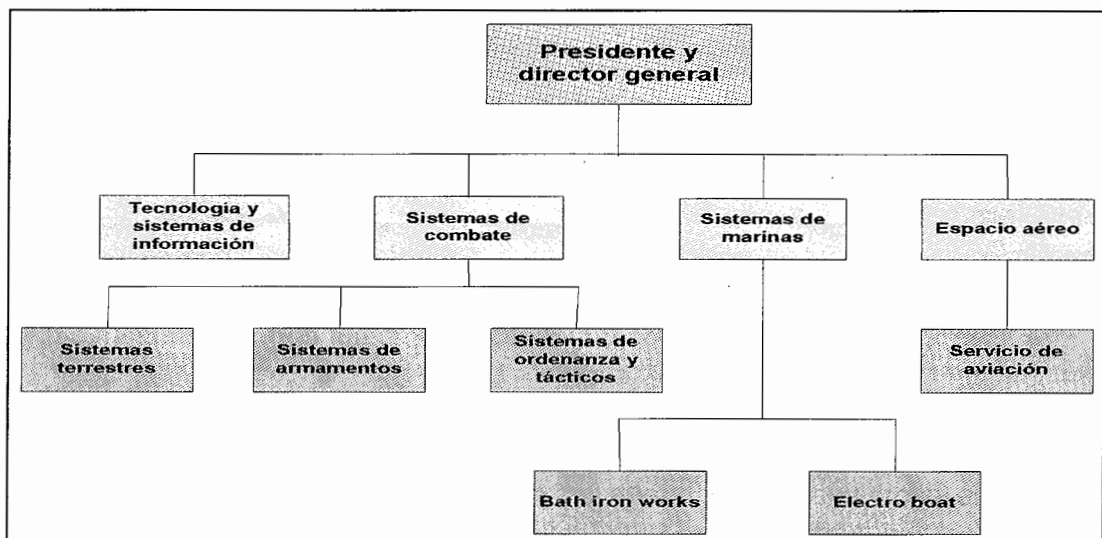 Presidente y
director general
Tecnología y
sistemas de
información
Sistemas de
combate
Sistemas de
marinas
Espacio aéreo
Sistemas
terrestres
Sistemas de
armamentos
Sistemas de
ordenanza y
tácticos
Servicio de
aviación
Bath iron works
Electro boat